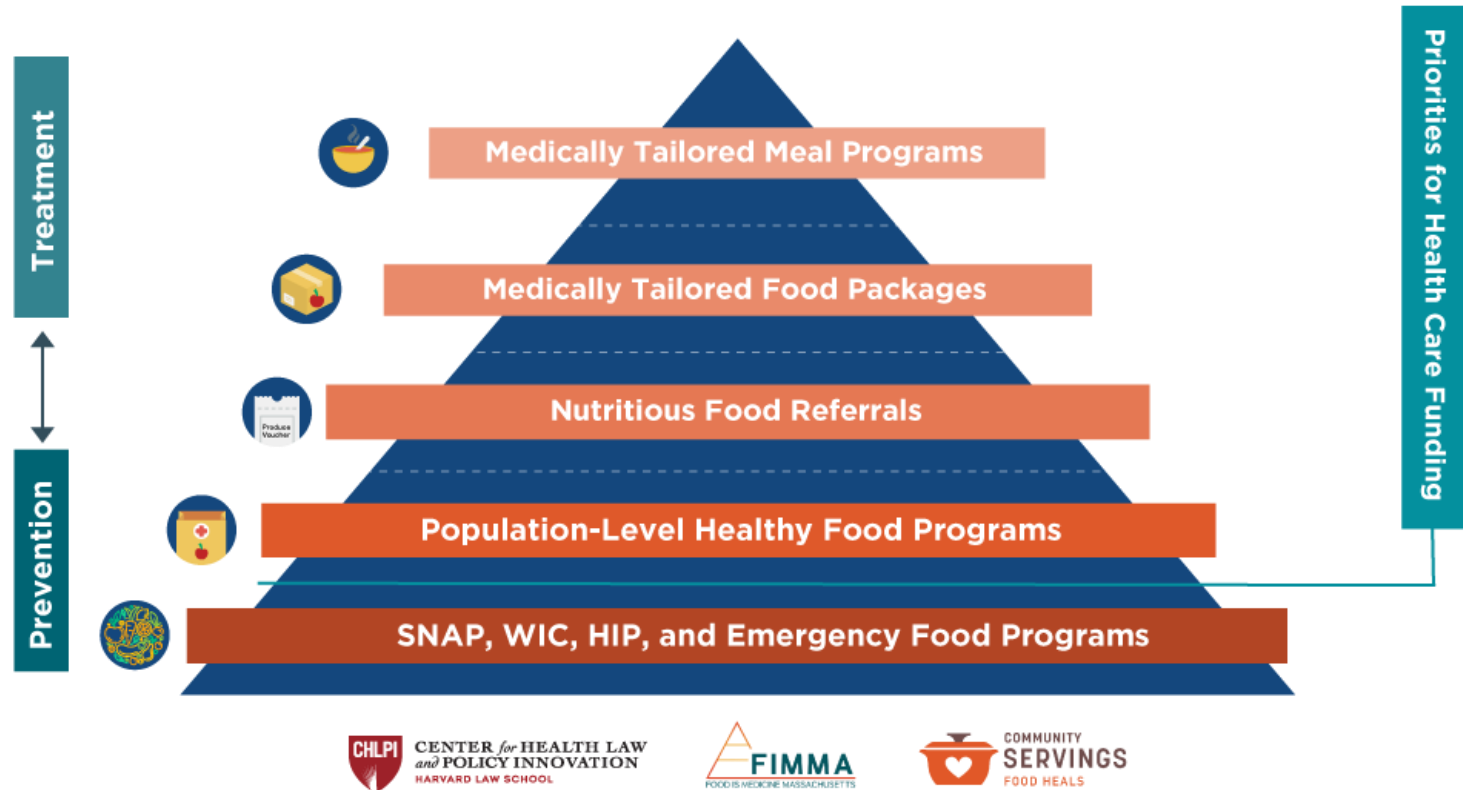 Treatment
Prevention
Medically Tailored Meal Programs
Medically Tailored Food Packages
Nutritious Food Referrals
Produce
Voucher
Population-Level Healthy Food Programs
SNAP, WIC, HIP, and Emergency Food Programs
Priorities for Health Care Funding
CHLPI
CENTER for HEALTH LAW
and POLICY INNOVATION
HARVARD LAW SCHOOL
FIMMA
FOOD IS MEDICINE MASSACHUSETTS
COMMUNITY
SERVINGS
FOOD HEALS